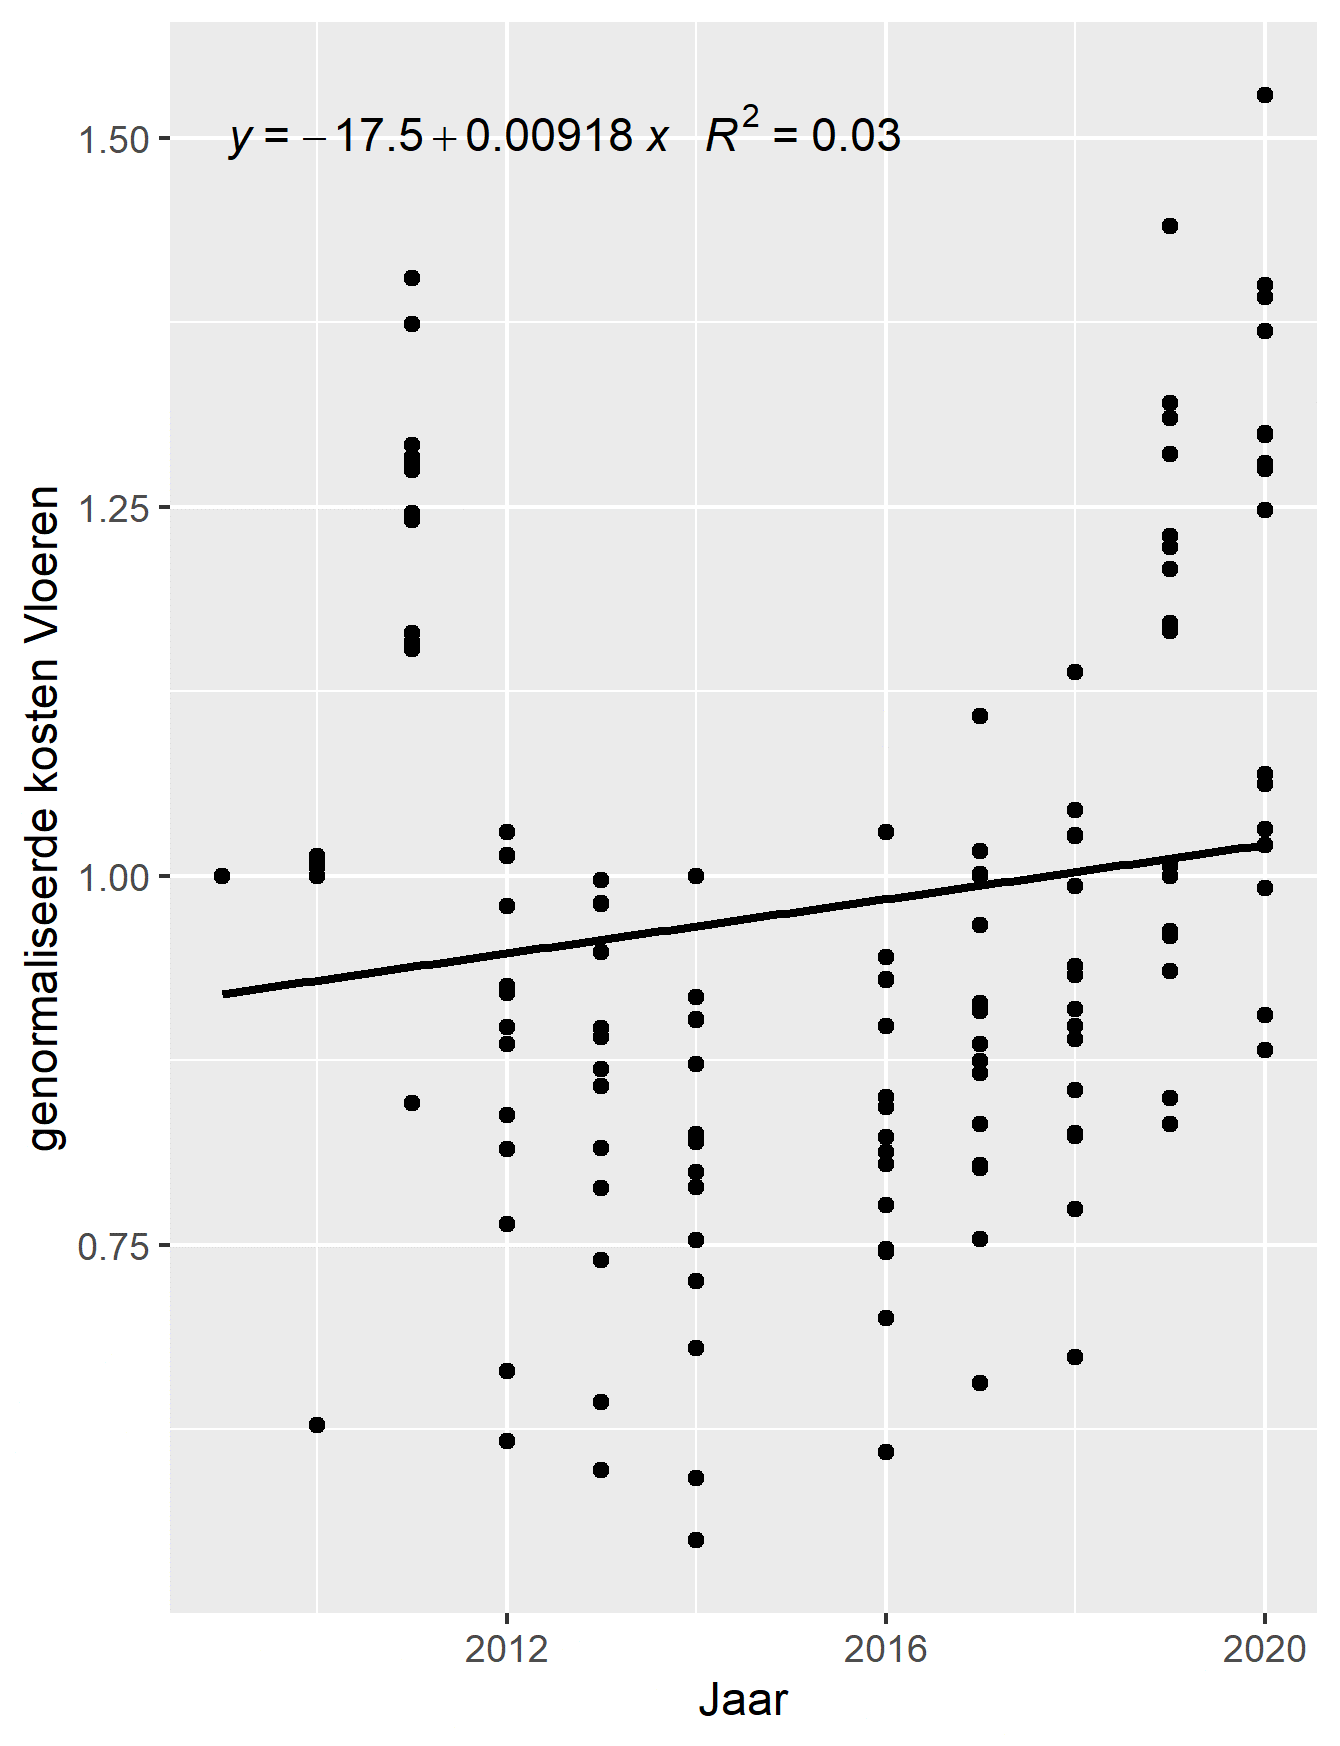 y = −17.5 + 0.00918 x R² = 0.03
1.50
1.25
1.00
0.75
genormaliseerde kosten Vloeren
2012 2016 2020
Jaar